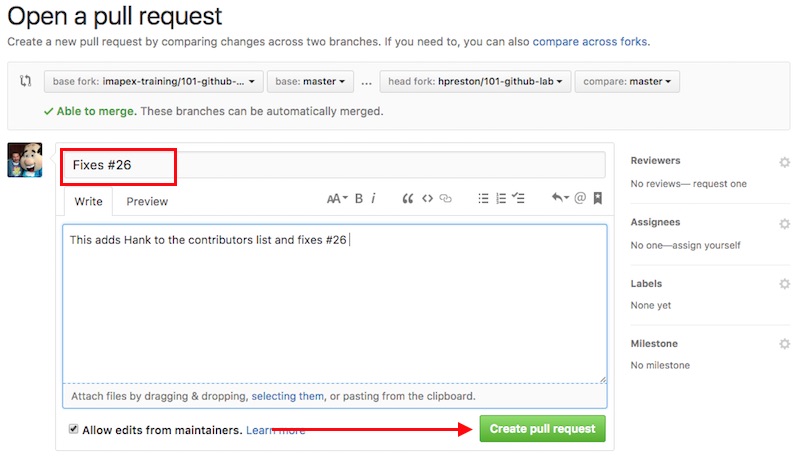 Open a pull request
Create a new pull request by comparing changes across two branches. If you need to, you can also compare across forks.
base fork: imapex-training/101-github-... base: master ... head fork: hpreston/101-github-lab compare: master
Able to merge. These branches can be automatically merged.
Fixes #26
Write Preview
AA B i
This adds Hank to the contributors list and fixes #26
Attach files by dragging & dropping, selecting them, or pasting from the clipboard.
Allow edits from maintainers. Learn more
Create pull request
Reviewers
No reviews— request one
Assignees
No one—assign yourself
Labels
None yet
Milestone
No milestone